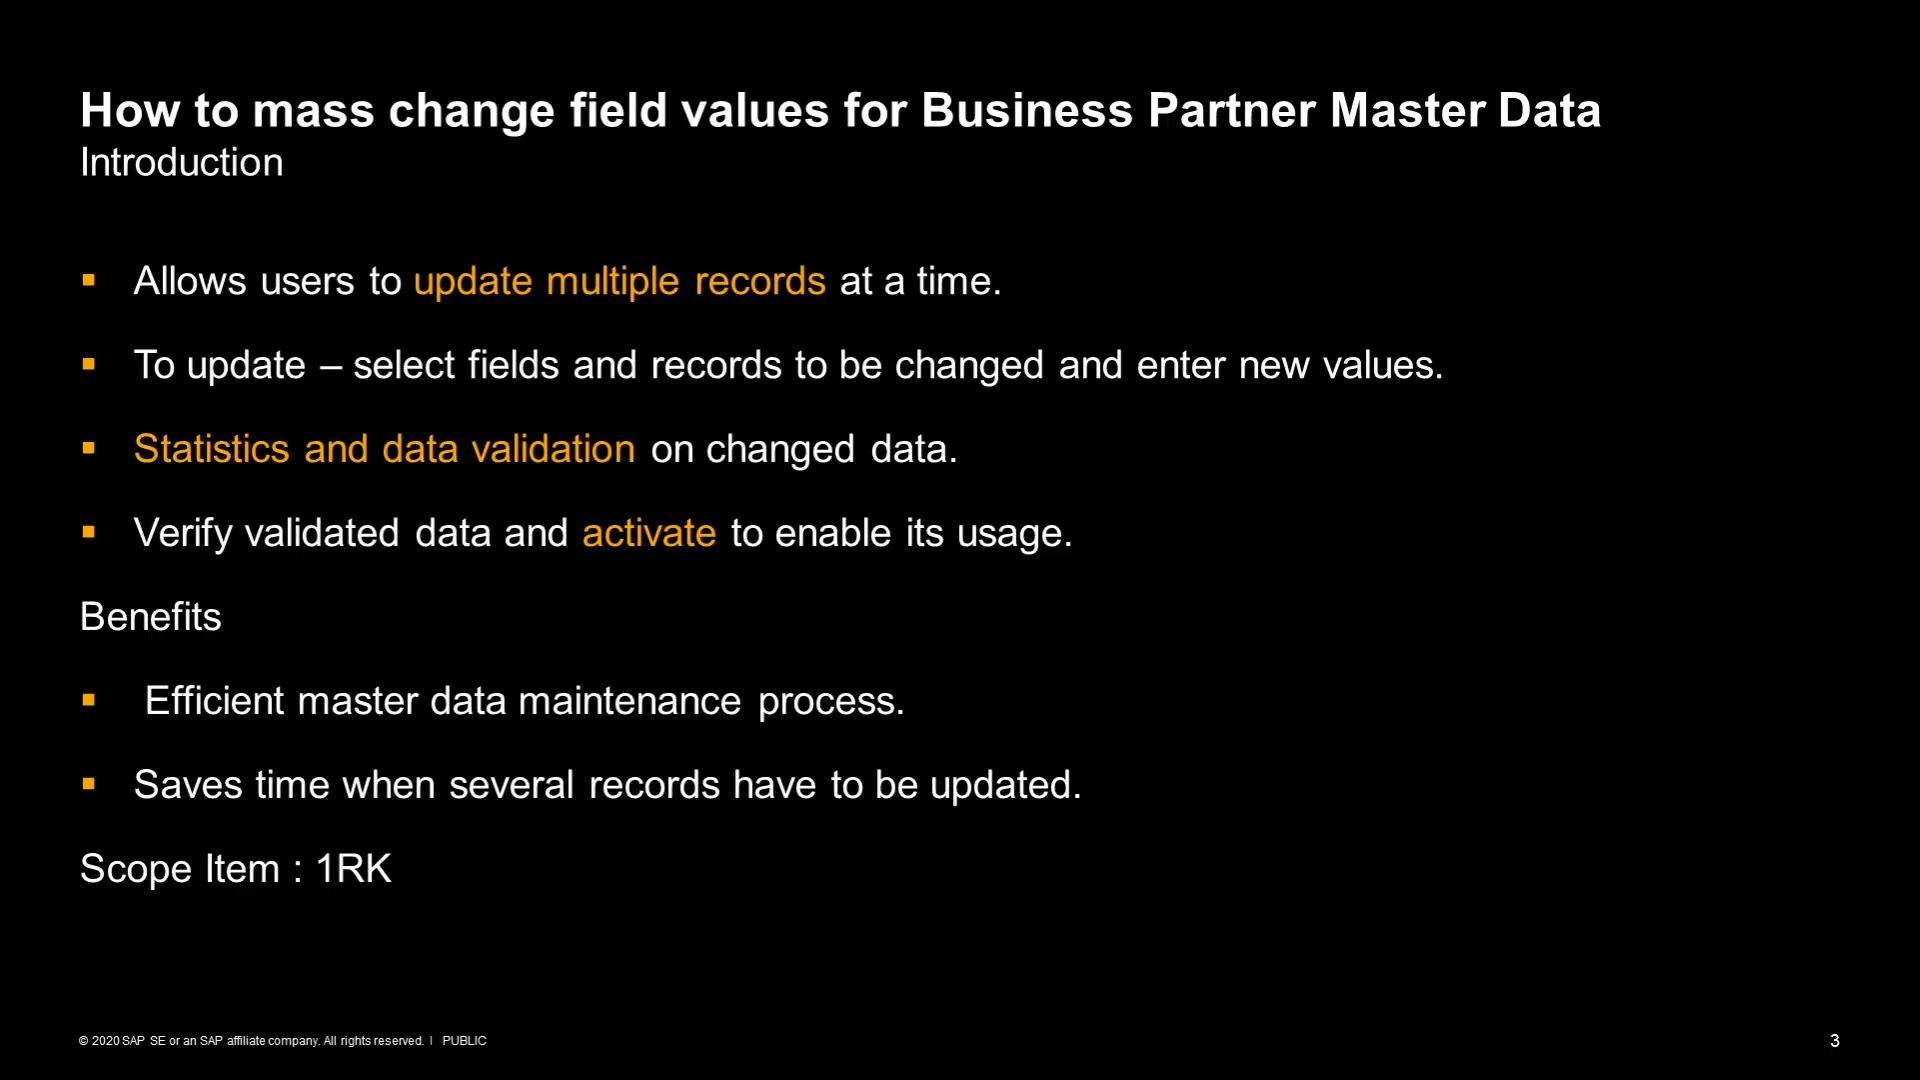 How to mass change field values for Business Partner Master Data
Introduction
▪ Allows users to update multiple records at a time.
▪ To update – select fields and records to be changed and enter new values.
▪ Statistics and data validation on changed data.
▪ Verify validated data and activate to enable its usage.
Benefits
▪ Efficient master data maintenance process.
▪ Saves time when several records have to be updated.
Scope Item : 1RK
© 2020 SAP SE or an SAP affiliate company. All rights reserved. | PUBLIC
3